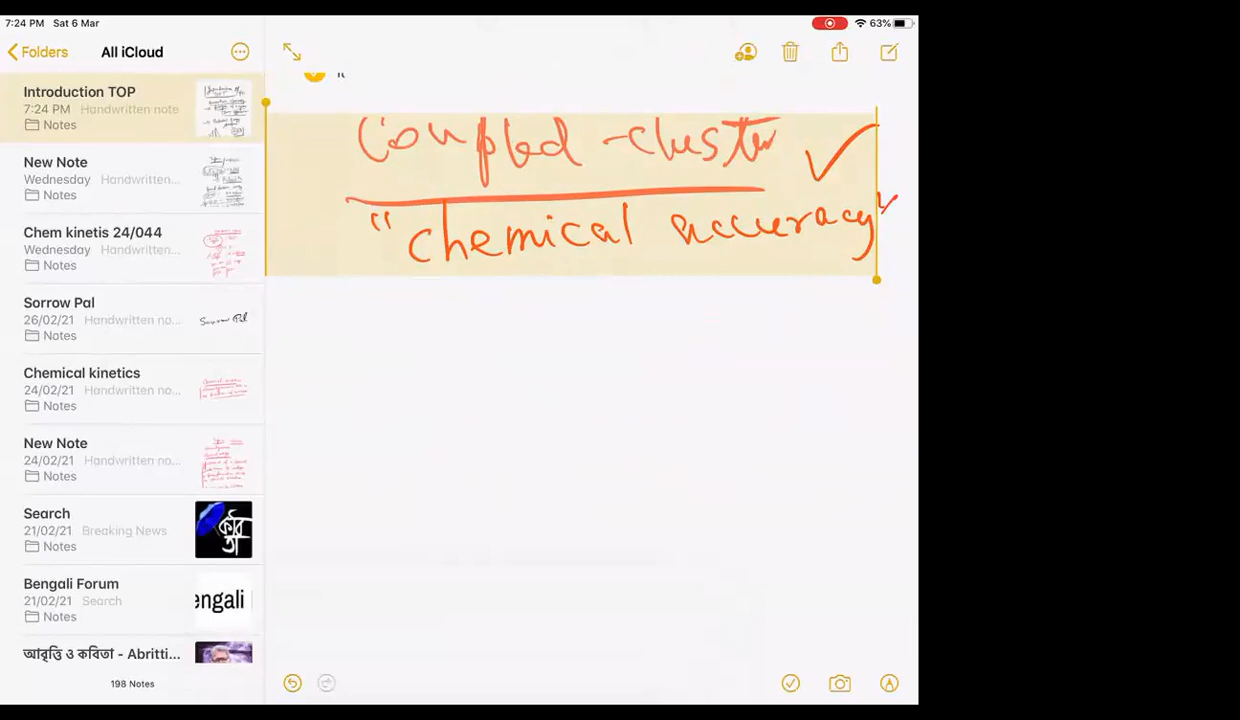 7:24 PM Sat 6 Mar
63%
Folders
All iCloud
Introduction TOP
7:24 PM Handwritten note
Notes
New Note
Wednesday Handwritten...
Notes
Chem kinetis 24/044
Wednesday Handwritten...
Notes
Sorrow Pal
26/02/21 Handwritten no...
Notes
Chemical kinetics
24/02/21 Handwritten no...
Notes
New Note
24/02/21 Handwritten no...
Notes
Search
21/02/21 Breaking News
Notes
কবি
তা
Bengali Forum
21/02/21 Search
Notes
engali
আবৃত্তি ও কবিতা - Abritti...
198 Notes
it
Coupled-cluster
"chemical accuracy"